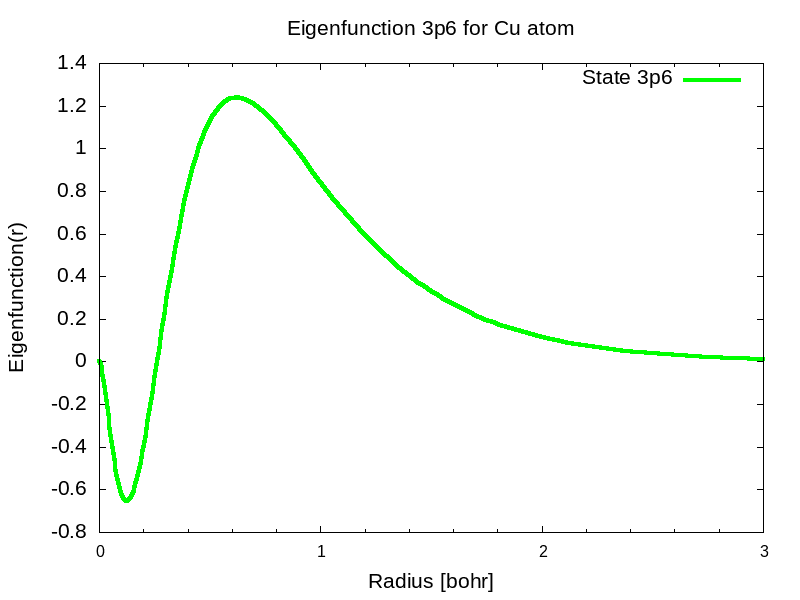 Eigenfunction 3p6 for Cu atom
State 3p6
1.4
1.2
1
0.8
0.6
0.4
0.2
0
-0.2
-0.4
-0.6
-0.8
Eigenfunction(r)
0 1 2 3
Radius [bohr]